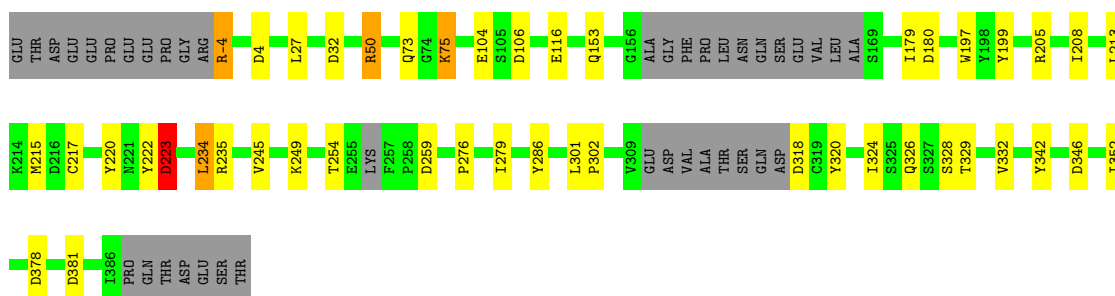 GLU THR ASP GLU GLU PRO GLU GLU PRO GLY ARG R-4 D4 L27 D32 R50 Q73 G74 K75 E104 S105 D106 E116 Q153 G156 ALA GLY PHE PRO LEU ASN GLN SER GLU VAL LEU ALA S169 I179 D180 W197 Y198 Y199 R205 I208 L213
K214 M215 D216 C217 Y220 N221 Y222 D223 L234 R235 V245 K249 T254 E255 LYS F257 P258 D259 P276 I279 Y286 L301 P302 V309 GLU ASP VAL ALA THR SER GLN ASP D318 C319 Y320 I324 S325 Q326 S327 S328 T329 V332 Y342 D346
D378 D381 I386 PRO GLN THR ASP GLU SER THR